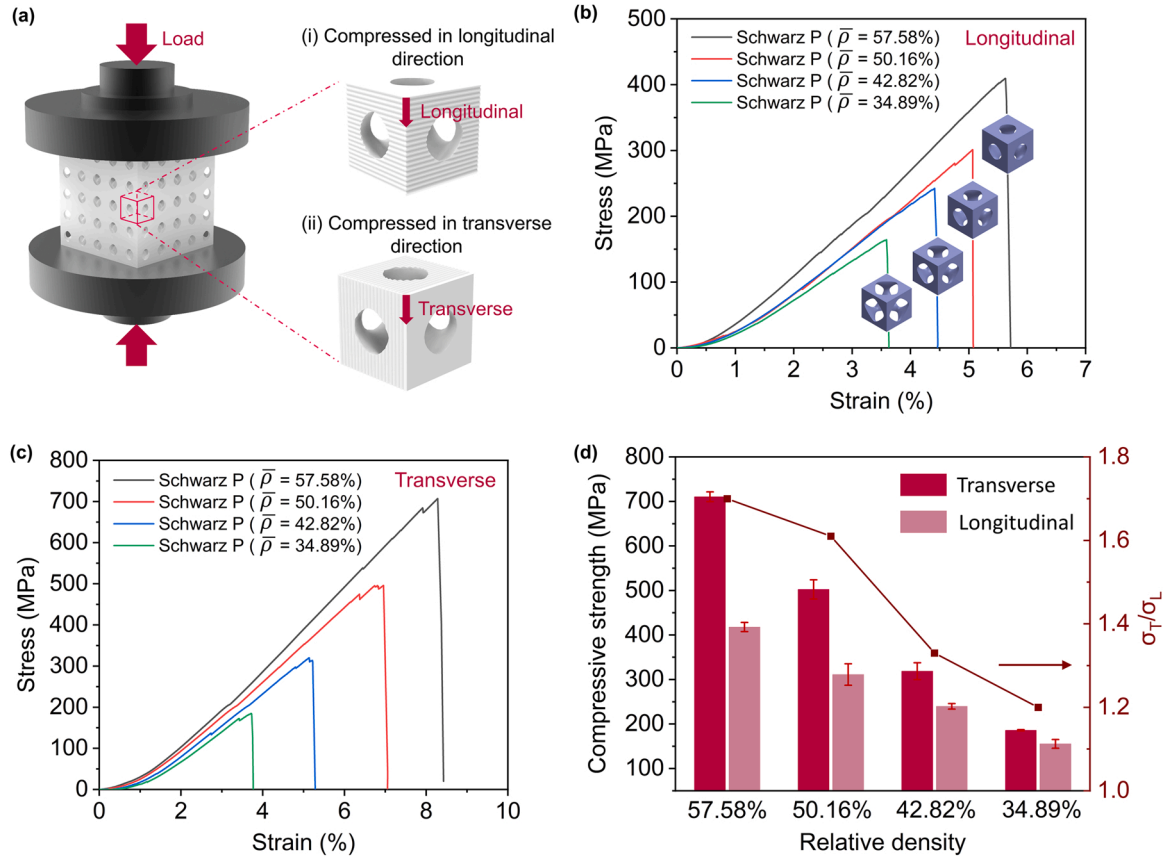 (a)
Load
(i) Compressed in longitudinal
direction
Longitudinal
(ii) Compressed in transverse
direction
Transverse
(b)
Longitudinal
Schwarz P ( ρ̅ = 57.58%)
Schwarz P ( ρ̅ = 50.16%)
Schwarz P ( ρ̅ = 42.82%)
Schwarz P ( ρ̅ = 34.89%)
Stress (MPa)
500
400
300
200
100
0
0 1 2 3 4 5 6 7
Strain (%)
(c)
Transverse
Schwarz P ( ρ̅ = 57.58%)
Schwarz P ( ρ̅ = 50.16%)
Schwarz P ( ρ̅ = 42.82%)
Schwarz P ( ρ̅ = 34.89%)
Stress (MPa)
800
700
600
500
400
300
200
100
0
0 2 4 6 8 10
Strain (%)
(d)
Transverse
Longitudinal
Compressive strength (MPa)
800
700
600
500
400
300
200
100
57.58% 50.16% 42.82% 34.89%
Relative density
1.8
1.6
1.4
1.2
1.0
σT/σL